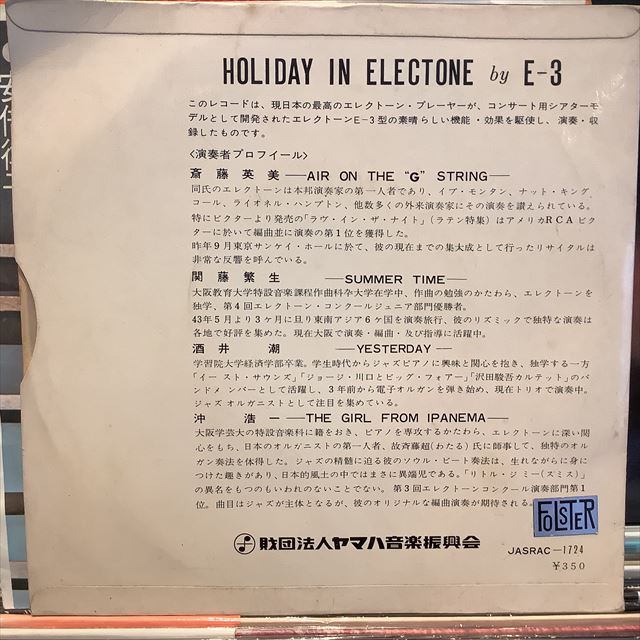 HOLIDAY IN ELECTONE by E-3
このレコードは、現日本の最高のエレクトーン・プレーヤーが、コンサート用シアターモ
デルとして開発されたエレクトーンE-3型の素晴らしい機能・効果を駆使し、演奏・収
録したものです。
〈演奏者プロフイール〉
斎藤英美—AIR ON THE "G" STRING—
同氏のエレクトーンは本邦演奏家の第一人者であり、イブ・モンタン、ナット・キング
コール、ライオネル・ハンプトン、他数多くの外来演奏家にその演奏を讃えられている。
特にビクターより発売の「ラヴ・イン・ザ・ナイト」(ラテン特集)はアメリカRCAビク
ターに於いて編曲並に演奏の第1位を獲得した。
昨年9月東京サンケイ・ホールに於て、彼の現在までの集大成として行ったリサイタルは
非常な反響を呼んでいる。
関藤繁生 —SUMMER TIME—
大阪教育大学特設音楽課程作曲科在学中、作曲の勉強のかたわら、エレクトーンを
独学、第4回エレクトーン・コンクールジュニア部門優勝者。
43年5月より3ケ月に旦り東南アジア6ケ国を演奏旅行、彼のリズミックで独特な演奏は
各地で好評を集めた。現在大阪で演奏・編曲・及び指導に活躍中。
酒井 潮 —YESTERDAY—
学習院大学経済学部卒業。学生時代からジャズピアノに興味と関心を抱き、独学する一方
「イースト・サウンズ」「ジョージ・川口とビッグ・フォアー」「沢田駿吾カルテット」のバ
ンドメンバーとして活躍し、3年前から電子オルガンを弾き始め、現在トリオで演奏中。
ジャズオルガニストとして注目を集めている。
沖 浩一 —THE GIRL FROM IPANEMA—
大阪学芸大の特設音楽科に籍をおき、ピアノを専攻するかたわら、エレクトーンに深い関
心をもち、日本のオルガニストの第一人者、故斉藤超(わたる)氏に師事して、独特のオル
ガン奏法を体得した。ジャズの精髄に迫る彼のソウル・ビート奏法は、生れながらに身に
つけた趣きがあり、日本的風土の中ではまさに異端児である。「リトル・ジミー(スミス)」
の異名をもつのもいわれのないことでない。第3回エレクトーンコンクール演奏部門第1
位。曲目はジャズが主体となるが、彼のオリジナルな編曲演奏が期待される。
FOLSTER
財団法人ヤマハ音楽振興会
JASRAC—1724
¥350